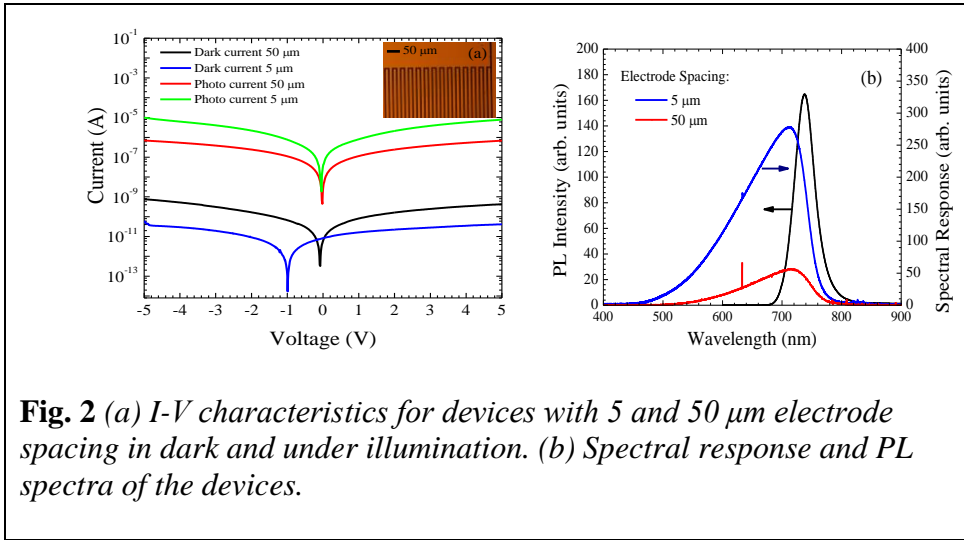 Dark current 50 μm
Dark current 5 μm
Photo current 50 μm
Photo current 5 μm
50 μm
(a)
10⁻¹
10⁻³
10⁻⁵
10⁻⁷
10⁻⁹
10⁻¹¹
10⁻¹³
Current (A)
-5 -4 -3 -2 -1 0 1 2 3 4 5
Voltage (V)
(b)
Electrode Spacing:
5 μm
50 μm
200
180
160
140
120
100
80
60
40
20
0
PL Intensity (arb. units)
400
350
300
250
200
150
100
50
0
Spectral Response (arb. units)
400 500 600 700 800 900
Wavelength (nm)
Fig. 2 (a) I-V characteristics for devices with 5 and 50 μm electrode
spacing in dark and under illumination. (b) Spectral response and PL
spectra of the devices.